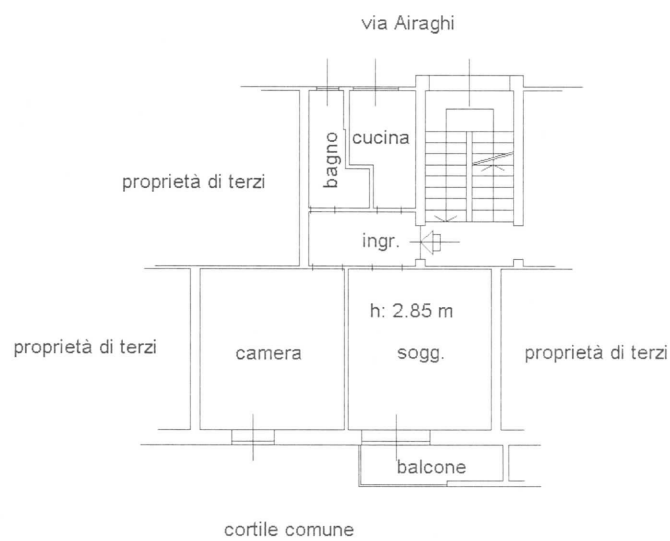 via Airaghi
bagno
cucina
proprietà di terzi
ingr.
h: 2.85 m
proprietà di terzi
camera
sogg.
proprietà di terzi
balcone
cortile comune